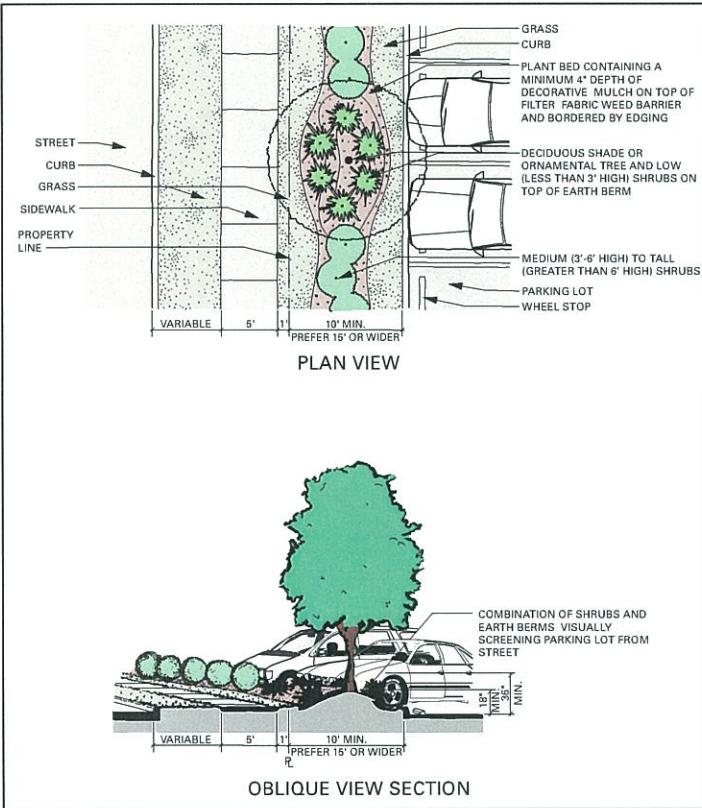 GRASS
CURB
PLANT BED CONTAINING A
MINIMUM 4" DEPTH OF
DECORATIVE MULCH ON TOP OF
FILTER FABRIC WEED BARRIER
AND BORDERED BY EDGING
STREET
CURB
GRASS
SIDEWALK
PROPERTY
LINE
DECIDUOUS SHADE OR
ORNAMENTAL TREE AND LOW
(LESS THAN 3' HIGH) SHRUBS ON
TOP OF EARTH BERM
MEDIUM (3'-6' HIGH) TO TALL
(GREATER THAN 6' HIGH) SHRUBS
PARKING LOT
WHEEL STOP
VARIABLE 5' 1' 10' MIN.
PREFER 15' OR WIDER
PLAN VIEW
COMBINATION OF SHRUBS AND
EARTH BERMS VISUALLY
SCREENING PARKING LOT FROM
STREET
18"
MIN.
36"
MIN.
VARIABLE 5' 1' 10' MIN.
PREFER 15' OR WIDER
PL
OBLIQUE VIEW SECTION